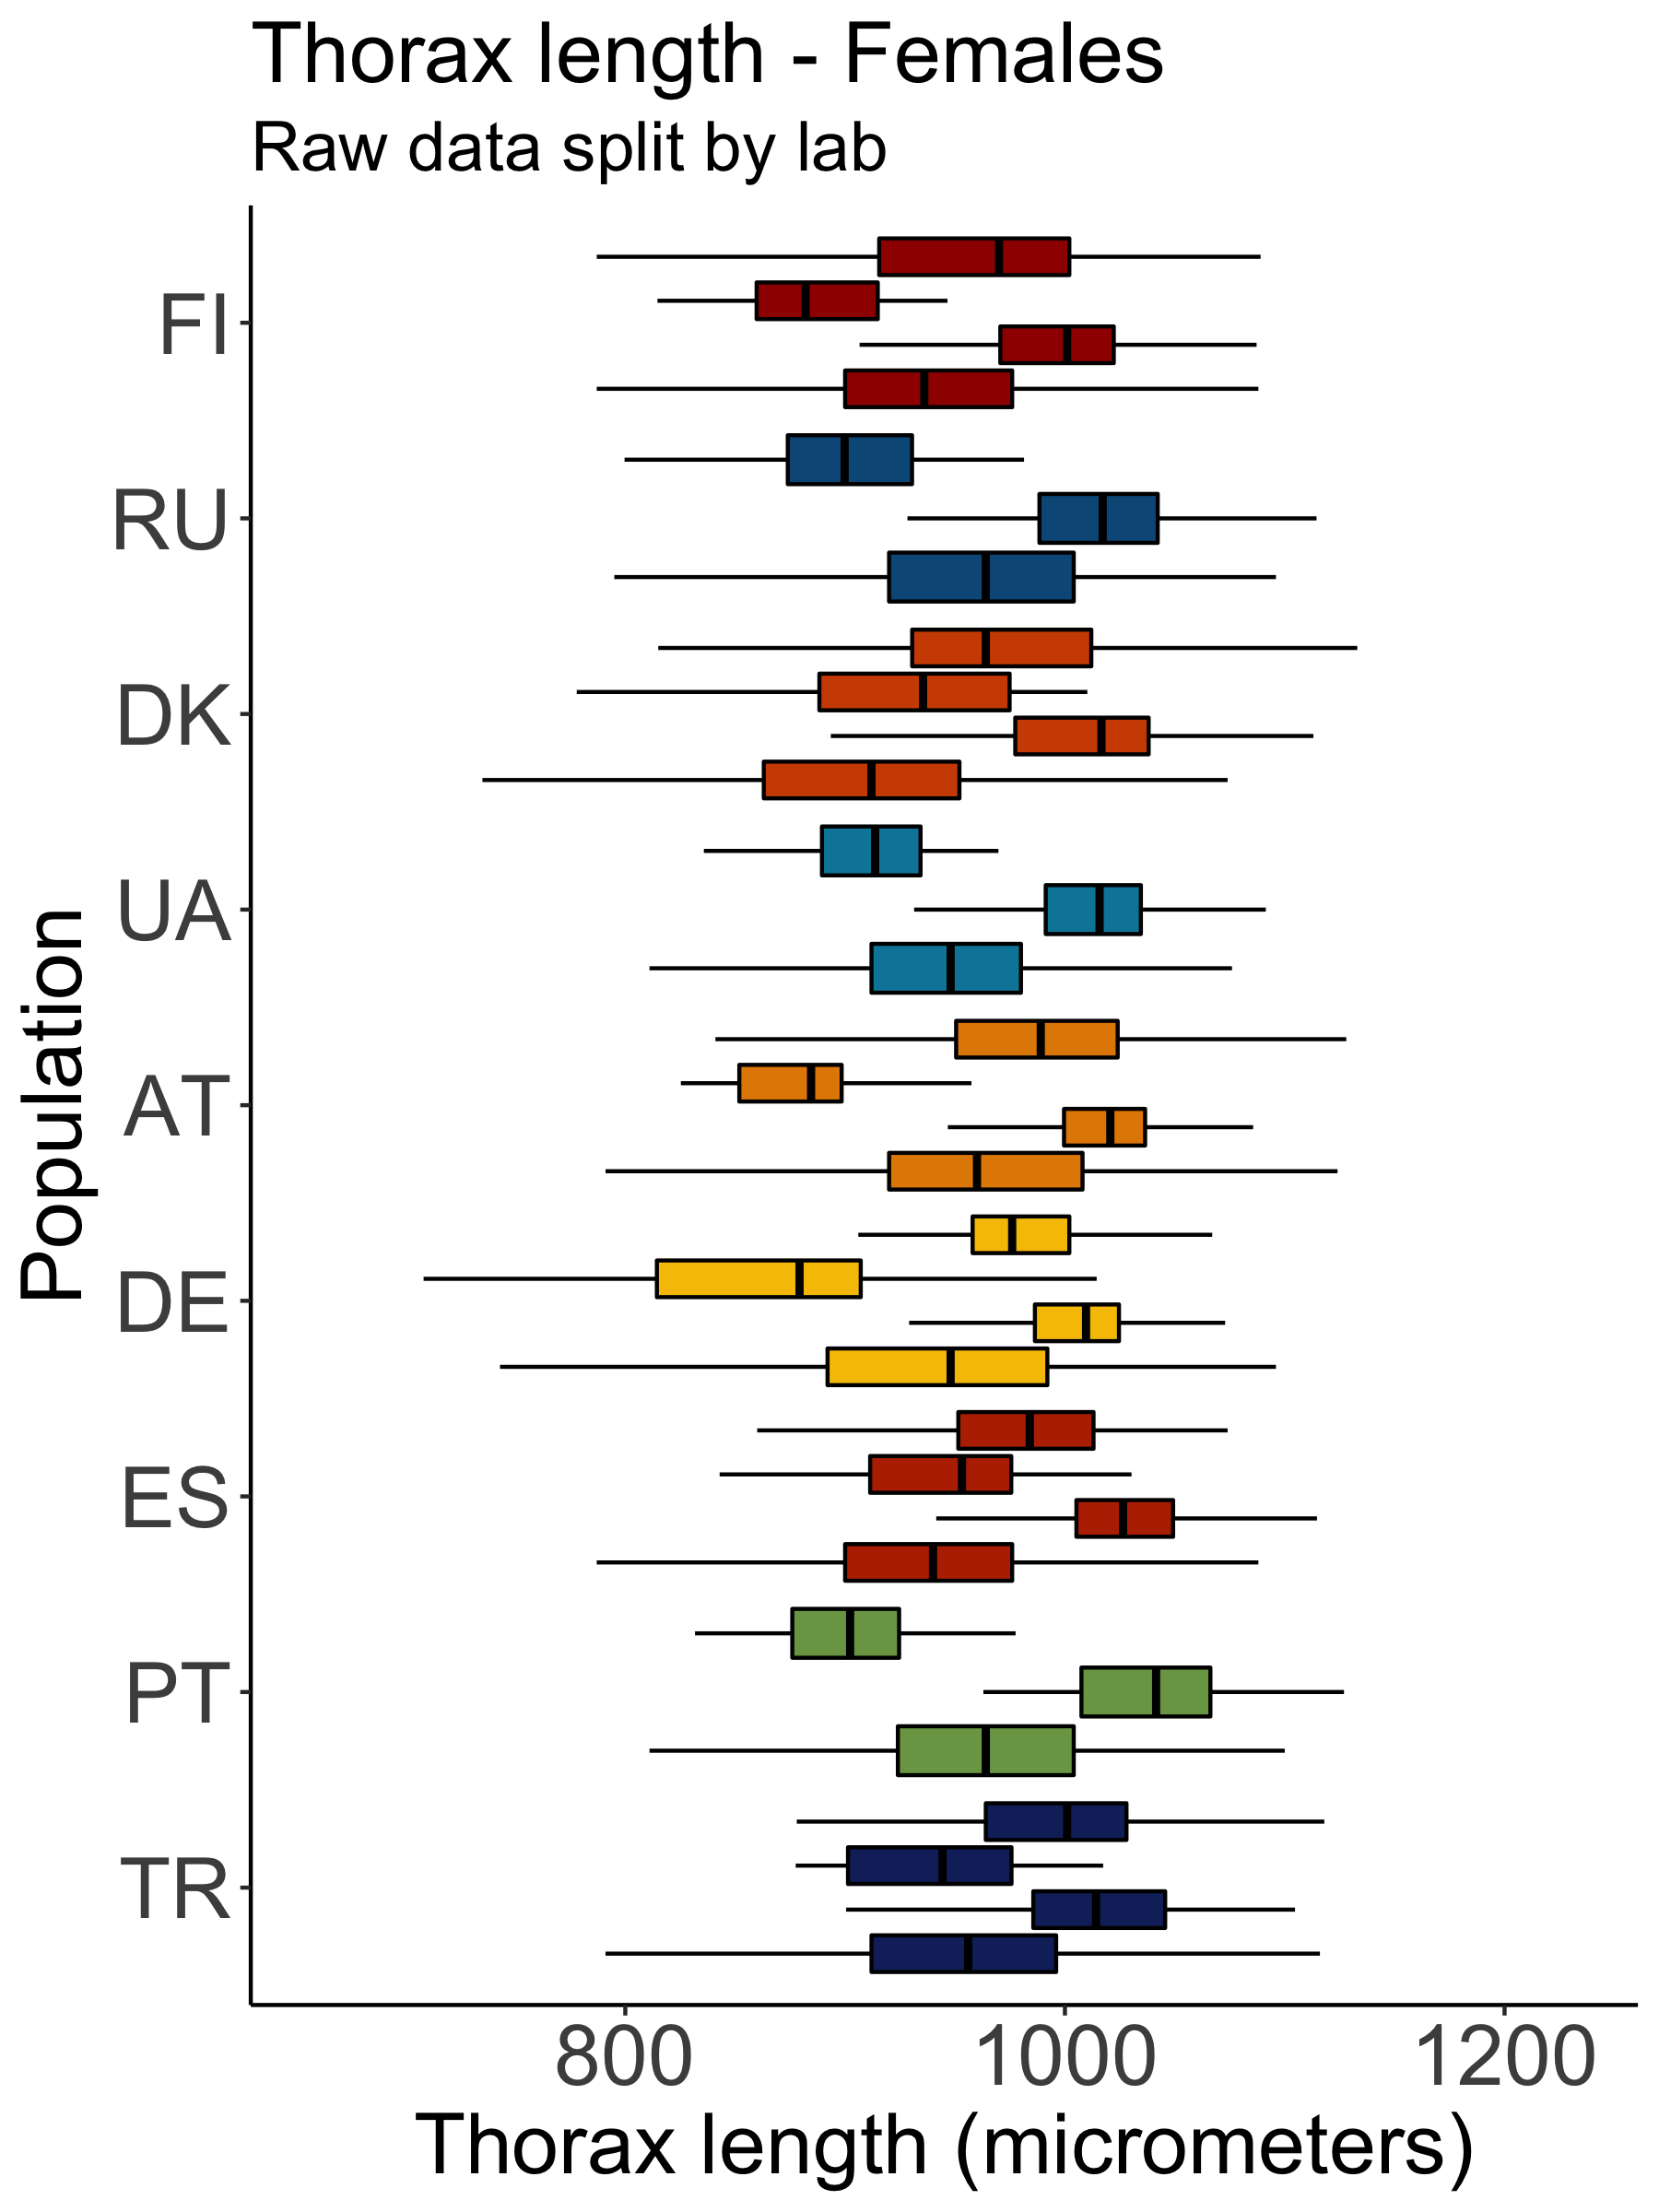 Thorax length - Females
Raw data split by lab
FI
RU
DK
UA
AT
DE
ES
PT
TR
Population
800 1000 1200
Thorax length (micrometers)